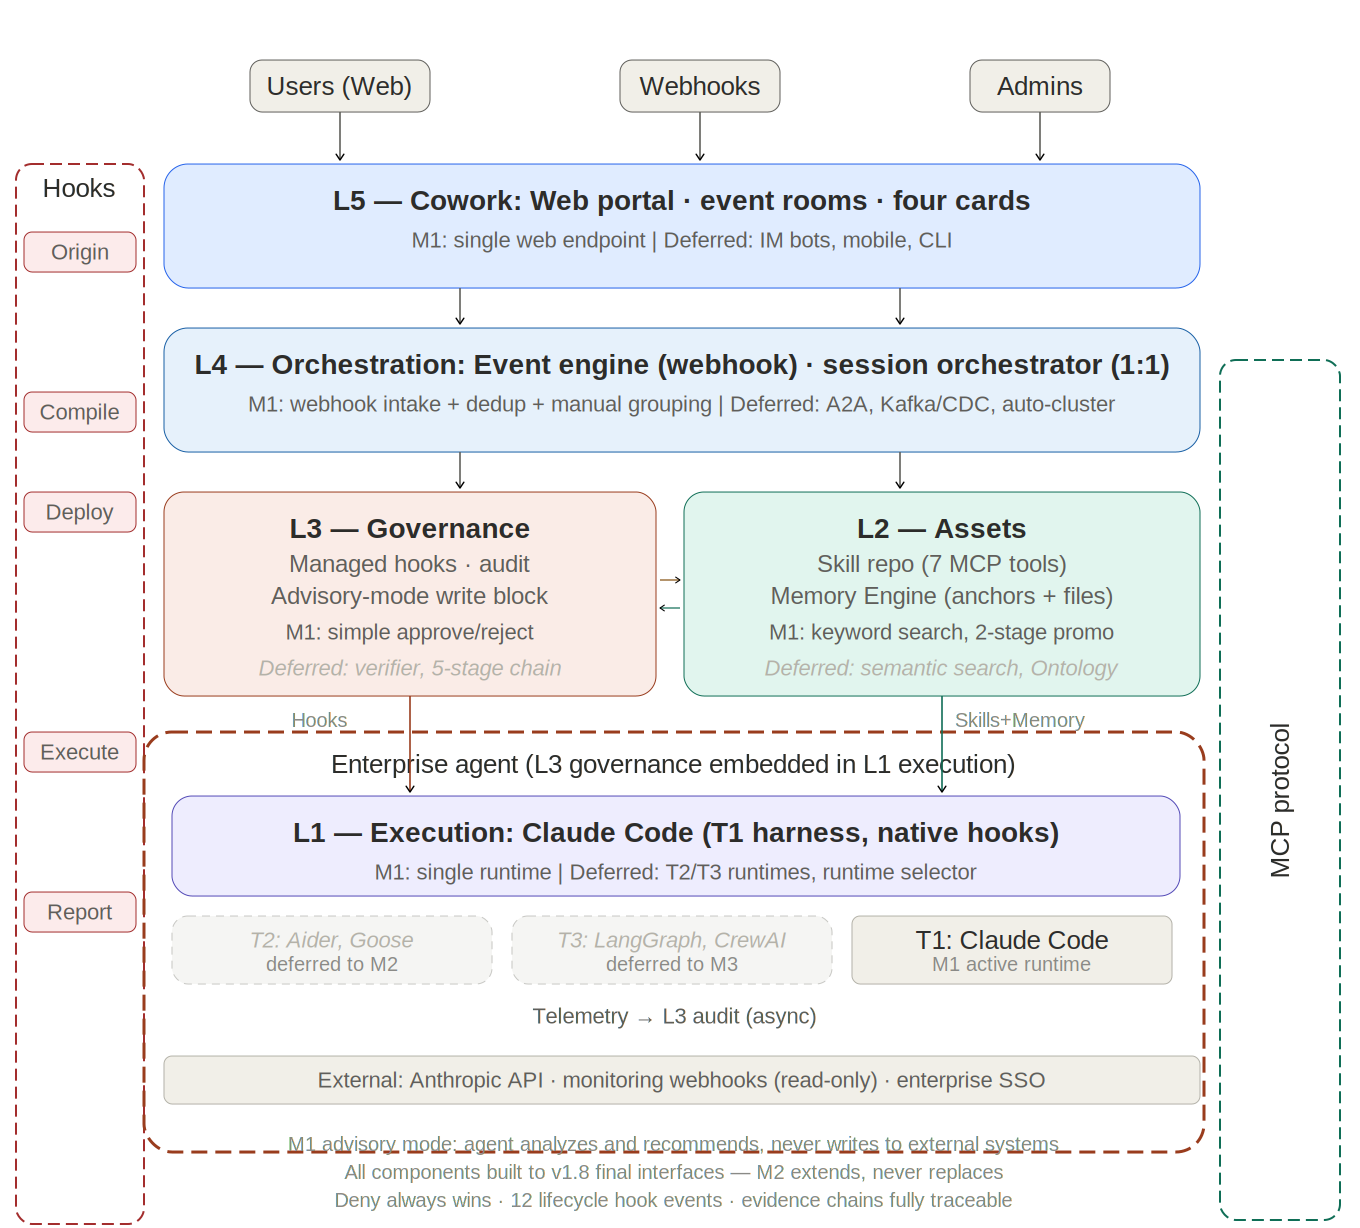 Users (Web)
Webhooks
Admins
Hooks
Origin
Compile
Deploy
Execute
Report
L5 — Cowork: Web portal · event rooms · four cards
M1: single web endpoint | Deferred: IM bots, mobile, CLI
L4 — Orchestration: Event engine (webhook) · session orchestrator (1:1)
M1: webhook intake + dedup + manual grouping | Deferred: A2A, Kafka/CDC, auto-cluster
L3 — Governance
Managed hooks · audit
Advisory-mode write block
M1: simple approve/reject
Deferred: verifier, 5-stage chain
L2 — Assets
Skill repo (7 MCP tools)
Memory Engine (anchors + files)
M1: keyword search, 2-stage promo
Deferred: semantic search, Ontology
Hooks
Skills+Memory
Enterprise agent (L3 governance embedded in L1 execution)
L1 — Execution: Claude Code (T1 harness, native hooks)
M1: single runtime | Deferred: T2/T3 runtimes, runtime selector
T2: Aider, Goose
deferred to M2
T3: LangGraph, CrewAI
deferred to M3
T1: Claude Code
M1 active runtime
Telemetry → L3 audit (async)
External: Anthropic API · monitoring webhooks (read-only) · enterprise SSO
M1 advisory mode: agent analyzes and recommends, never writes to external systems
All components built to v1.8 final interfaces — M2 extends, never replaces
Deny always wins · 12 lifecycle hook events · evidence chains fully traceable
MCP protocol